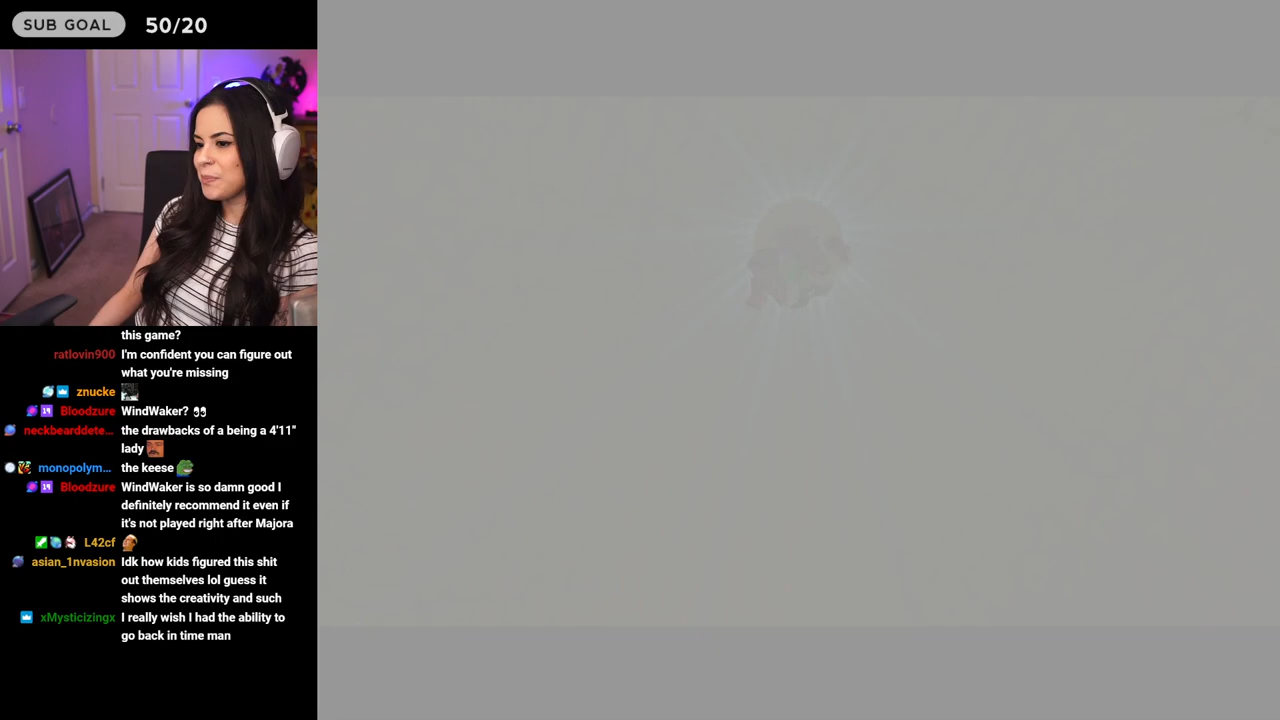 SUB GOAL 50/20
this game?
ratlovin900 I'm confident you can figure out
what you're missing
znucke
19 Bloodzure WindWaker? 👀
neckbearddete... the drawbacks of a being a 4'11"
lady
monopolym... the keese
19 Bloodzure WindWaker is so damn good I
definitely recommend it even if
it's not played right after Majora
L42cf
asian_1nvasion Idk how kids figured this shit
out themselves lol guess it
shows the creativity and such
xMysticizingx I really wish I had the ability to
go back in time man